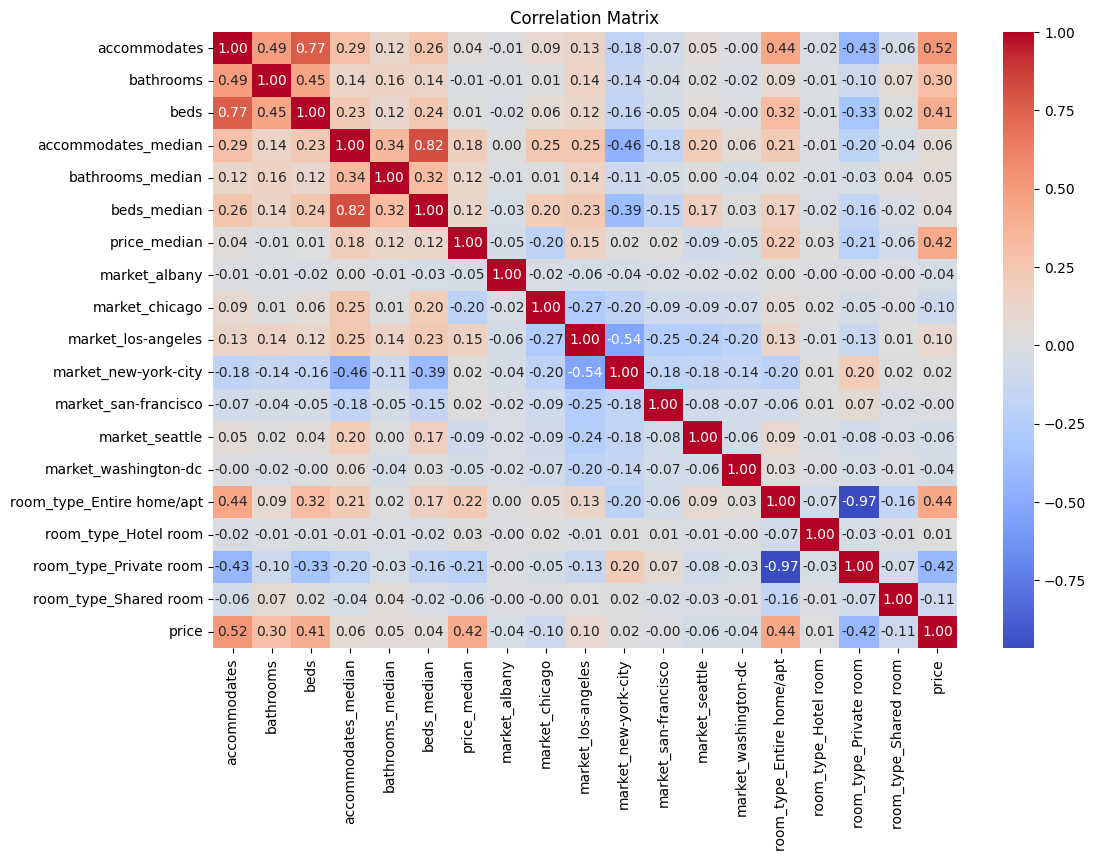 Correlation Matrix
accommodates 1.00 0.49 0.77 0.29 0.12 0.26 0.04 -0.01 0.09 0.13 -0.18 -0.07 0.05 -0.00 0.44 -0.02 -0.43 -0.06 0.52
bathrooms 0.49 1.00 0.45 0.14 0.16 0.14 -0.01 -0.01 0.01 0.14 -0.14 -0.04 0.02 -0.02 0.09 -0.01 -0.10 0.07 0.30
beds 0.77 0.45 1.00 0.23 0.12 0.24 0.01 -0.02 0.06 0.12 -0.16 -0.05 0.04 -0.00 0.32 -0.01 -0.33 0.02 0.41
accommodates_median 0.29 0.14 0.23 1.00 0.34 0.82 0.18 0.00 0.25 0.25 -0.46 -0.18 0.20 0.06 0.21 -0.01 -0.20 -0.04 0.06
bathrooms_median 0.12 0.16 0.12 0.34 1.00 0.32 0.12 -0.01 0.01 0.14 -0.11 -0.05 0.00 -0.04 0.02 -0.01 -0.03 0.04 0.05
beds_median 0.26 0.14 0.24 0.82 0.32 1.00 0.12 -0.03 0.20 0.23 -0.39 -0.15 0.17 0.03 0.17 -0.02 -0.16 -0.02 0.04
price_median 0.04 -0.01 0.01 0.18 0.12 0.12 1.00 -0.05 -0.20 0.15 0.02 0.02 -0.09 -0.05 0.22 0.03 -0.21 -0.06 0.42
market_albany -0.01 -0.01 -0.02 0.00 -0.01 -0.03 -0.05 1.00 -0.02 -0.06 -0.04 -0.02 -0.02 -0.02 0.00 -0.00 -0.00 0.00 -0.04
market_chicago 0.09 0.01 0.06 0.25 0.01 0.20 -0.20 -0.02 1.00 -0.27 -0.20 -0.09 -0.09 -0.07 0.05 0.02 -0.05 -0.00 -0.10
market_los-angeles 0.13 0.14 0.12 0.25 0.14 0.23 0.15 -0.06 -0.27 1.00 -0.54 -0.25 -0.24 -0.20 0.13 -0.01 -0.13 0.01 0.10
market_new-york-city -0.18 -0.14 -0.16 -0.46 -0.11 -0.39 0.02 -0.04 -0.20 -0.54 1.00 -0.18 -0.18 -0.14 -0.20 0.01 0.20 0.02 0.02
market_san-francisco -0.07 -0.04 -0.05 -0.18 -0.05 -0.15 0.02 -0.02 -0.09 -0.25 -0.18 1.00 -0.08 -0.07 -0.06 0.01 0.07 -0.02 -0.00
market_seattle 0.05 0.02 0.04 0.20 0.00 0.17 -0.09 -0.02 -0.09 -0.24 -0.18 -0.08 1.00 -0.06 0.09 -0.01 -0.08 -0.03 -0.06
market_washington-dc -0.00 -0.02 -0.00 0.06 -0.04 0.03 -0.05 -0.02 -0.07 -0.20 -0.14 -0.07 -0.06 1.00 0.03 -0.00 -0.03 -0.01 -0.04
room_type_Entire home/apt 0.44 0.09 0.32 0.21 0.02 0.17 0.22 0.00 0.05 0.13 -0.20 -0.06 0.09 0.03 1.00 -0.07 -0.97 -0.16 0.44
room_type_Hotel room -0.02 -0.01 -0.01 -0.01 -0.01 -0.02 0.03 -0.00 0.02 -0.01 0.01 0.01 -0.01 -0.00 -0.07 1.00 -0.03 -0.01 0.01
room_type_Private room -0.43 -0.10 -0.33 -0.20 -0.03 -0.16 -0.21 -0.00 -0.05 -0.13 0.20 0.07 -0.08 -0.03 -0.97 -0.03 1.00 -0.07 -0.42
room_type_Shared room -0.06 0.07 0.02 -0.04 0.04 -0.02 -0.06 -0.00 -0.00 0.01 0.02 -0.02 -0.03 -0.01 -0.16 -0.01 -0.07 1.00 -0.11
price 0.52 0.30 0.41 0.06 0.05 0.04 0.42 -0.04 -0.10 0.10 0.02 -0.00 -0.06 -0.04 0.44 0.01 -0.42 -0.11 1.00
accommodates
bathrooms
beds
accommodates_median
bathrooms_median
beds_median
price_median
market_albany
market_chicago
market_los-angeles
market_new-york-city
market_san-francisco
market_seattle
market_washington-dc
room_type_Entire home/apt
room_type_Hotel room
room_type_Private room
room_type_Shared room
price
1.00
0.75
0.50
0.25
0.00
-0.25
-0.50
-0.75